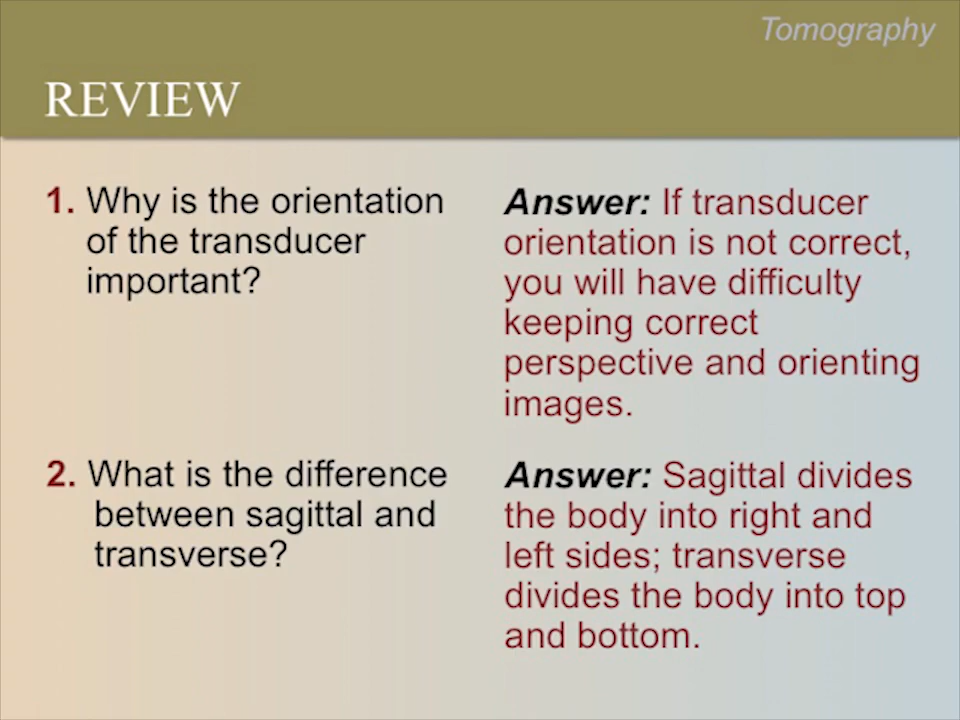 Tomography
REVIEW
1. Why is the orientation
of the transducer
important?
Answer: If transducer
orientation is not correct,
you will have difficulty
keeping correct
perspective and orienting
images.
2. What is the difference
between sagittal and
transverse?
Answer: Sagittal divides
the body into right and
left sides; transverse
divides the body into top
and bottom.